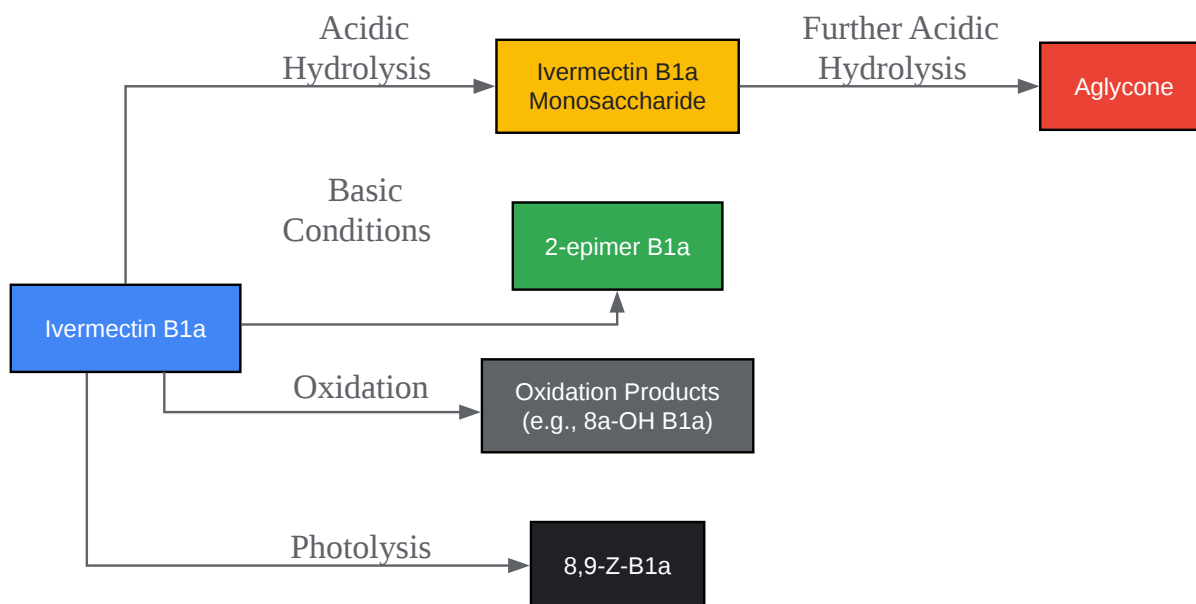 Acidic
Hydrolysis
Ivermectin B1a
Monosaccharide
Further Acidic
Hydrolysis
Aglycone
Basic
Conditions
2-epimer B1a
Ivermectin B1a
Oxidation
Oxidation Products
(e.g., 8a-OH B1a)
Photolysis
8,9-Z-B1a